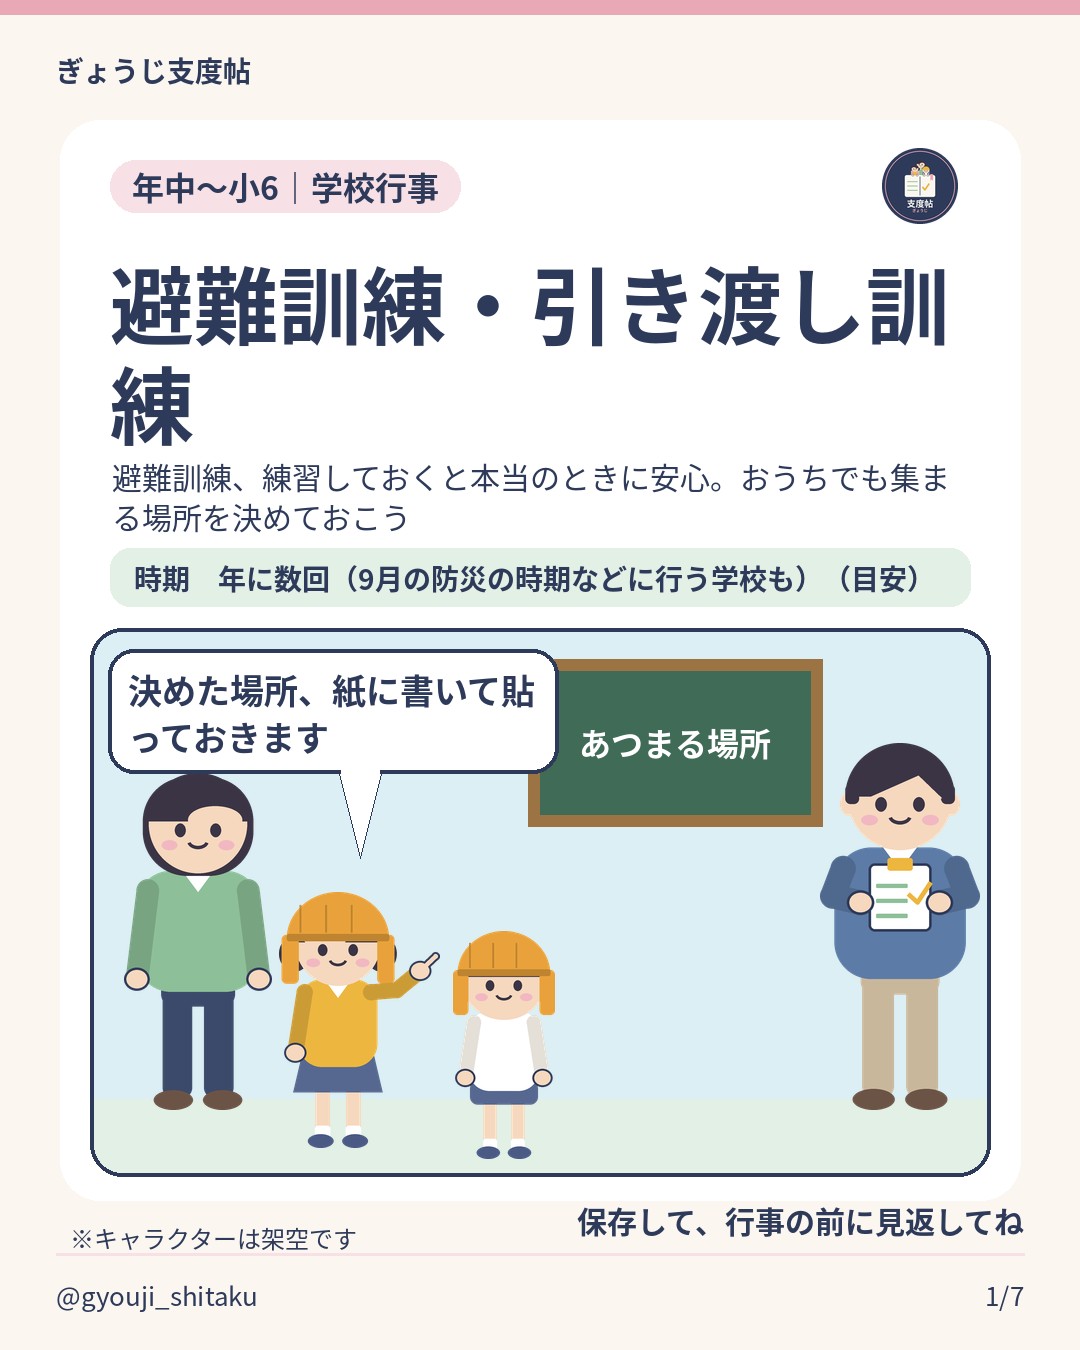 ぎょうじ支度帖
年中〜小6｜学校行事
支度帖
ぎょうじ
避難訓練・引き渡し訓
練
避難訓練、練習しておくと本当のときに安心。おうちでも集ま
る場所を決めておこう
時期　年に数回（9月の防災の時期などに行う学校も）（目安）
決めた場所、紙に書いて貼
っておきます
あつまる場所
保存して、行事の前に見返してね
※キャラクターは架空です
@gyouji_shitaku
1/7